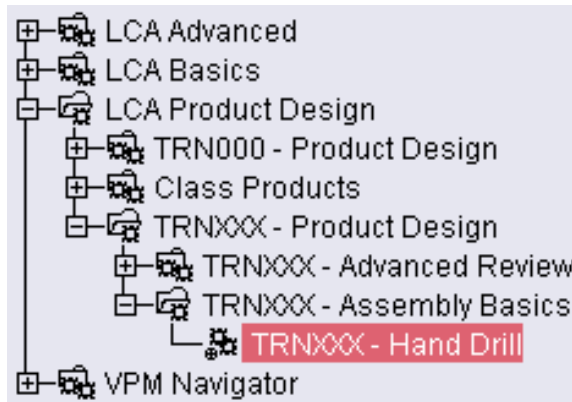 LCA Advanced
LCA Basics
LCA Product Design
TRN000 - Product Design
Class Products
TRNXXX - Product Design
TRNXXX - Advanced Review
TRNXXX - Assembly Basics
TRNXXX - Hand Drill
VPM Navigator